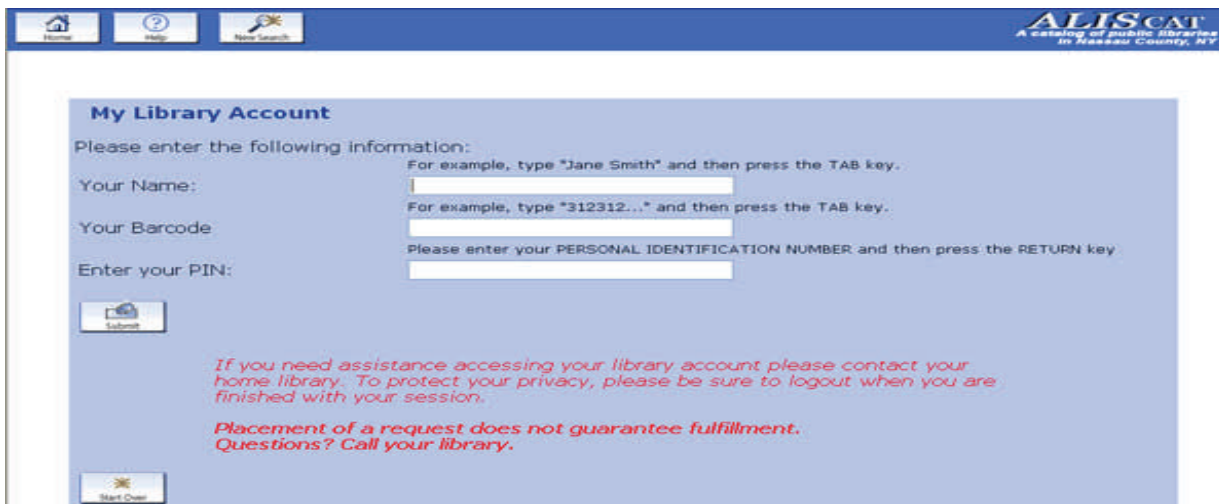 Home
Help
New Search
ALISCAT
A catalog of public libraries
in Nassau County, NY
My Library Account
Please enter the following information:
For example, type "Jane Smith" and then press the TAB key.
Your Name:
For example, type "312312..." and then press the TAB key.
Your Barcode
Please enter your PERSONAL IDENTIFICATION NUMBER and then press the RETURN key
Enter your PIN:
Submit
If you need assistance accessing your library account please contact your
home library. To protect your privacy, please be sure to logout when you are
finished with your session.
Placement of a request does not guarantee fulfillment.
Questions? Call your library.
Start Over